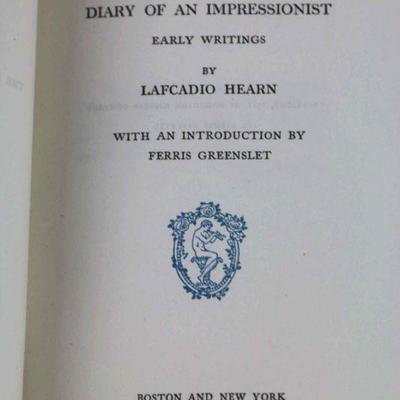 DIARY OF AN IMPRESSIONIST
EARLY WRITINGS
BY
LAFCADIO HEARN
WITH AN INTRODUCTION BY
FERRIS GREENSLET
BOSTON AND NEW YORK